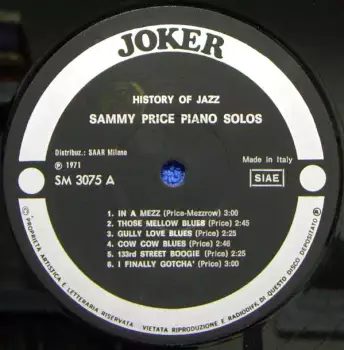 JOKER
HISTORY OF JAZZ
SAMMY PRICE PIANO SOLOS
Distribuz.: SAAR Milano
℗ 1971
SM 3075 A
Made in Italy
SIAE
1. IN A MEZZ (Price-Mezzrow) 3:00
2. THOSE MELLOW BLUES (Price) 2:25
3. GULLY LOVE BLUES (Price) 2:25
4. COW COW BLUES (Price) 2:46
5. 133rd STREET BOOGIE (Price) 2:25
6. I FINALLY GOTCHA' (Price) 3:00
© PROPRIETA ARTISTICA E LETTERARIA RISERVATA VIETATA RIPRODUZIONE E RADIODIFF. DI QUESTO DISCO DEPOSITATO ℗